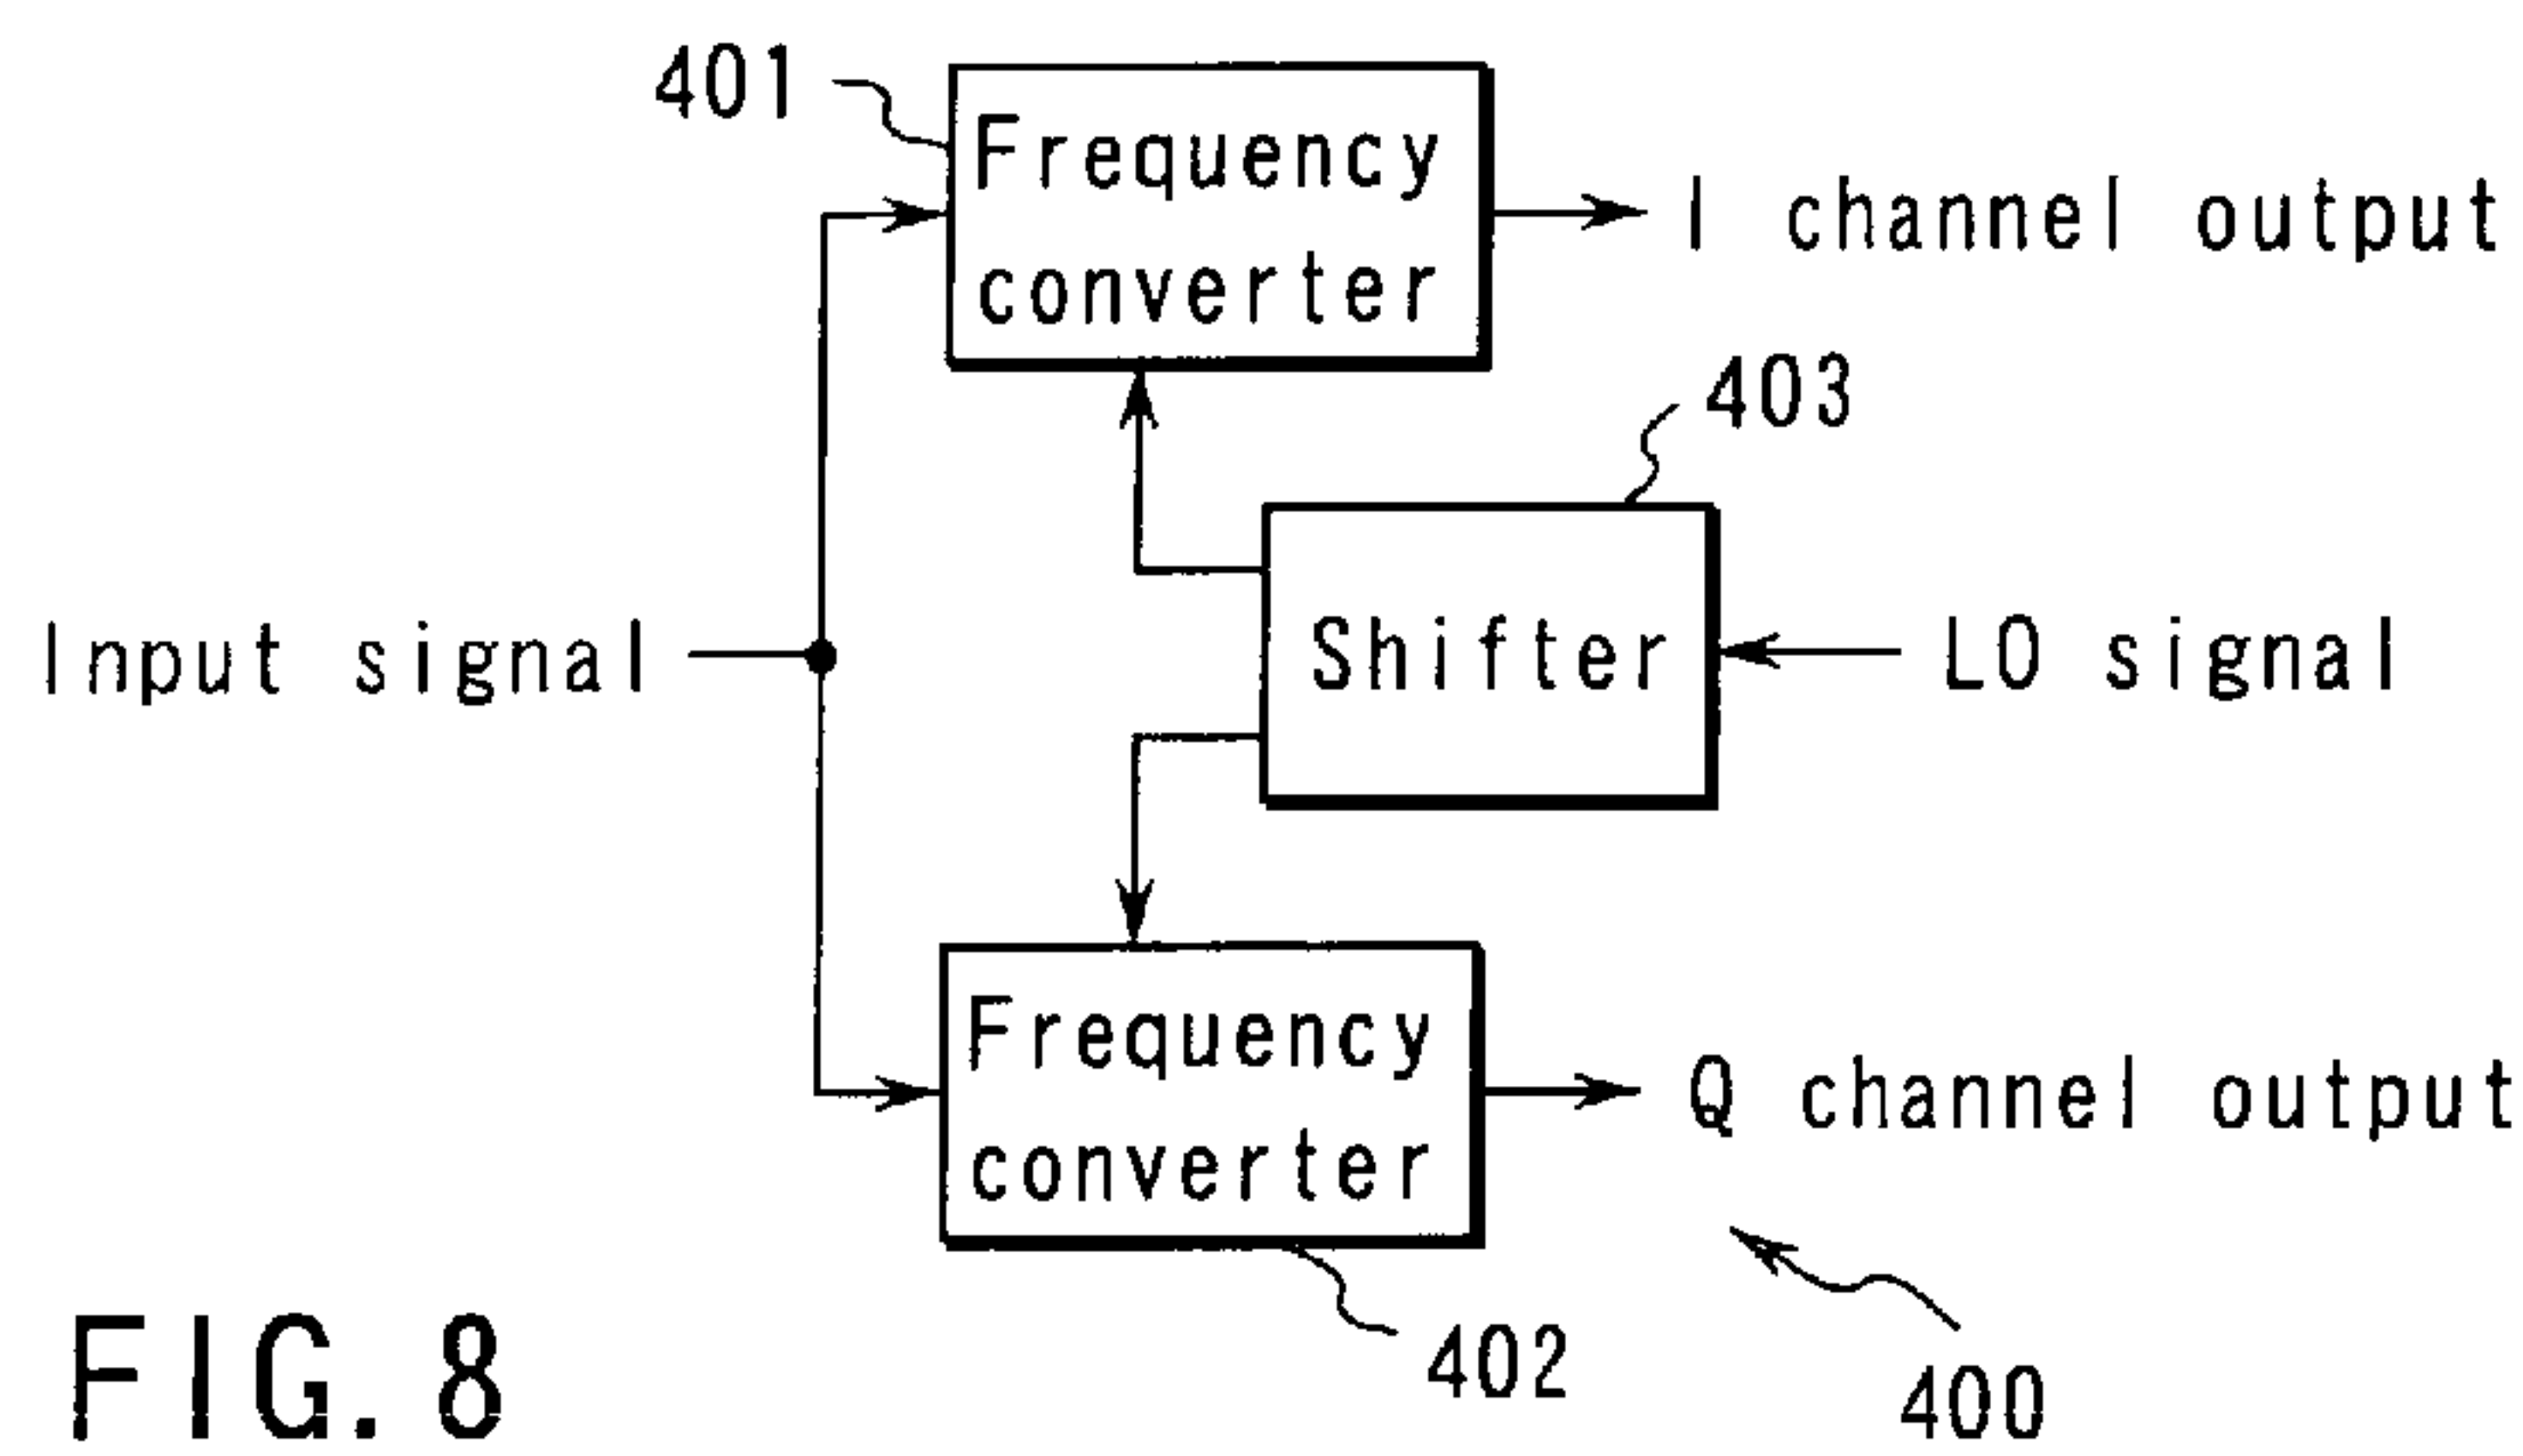 401
Frequency
converter
I channel output
403
Input signal
Shifter
LO signal
Frequency
converter
Q channel output
402
400
FIG. 8